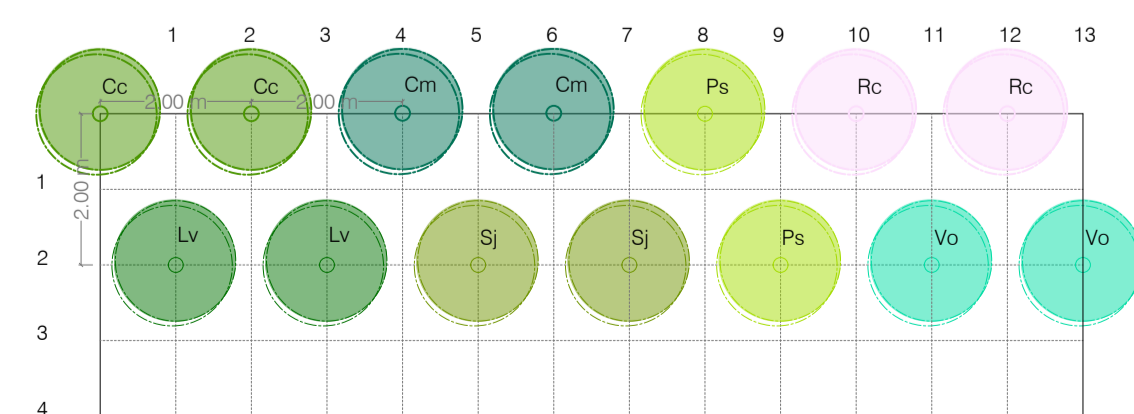 1 2 3 4 5 6 7 8 9 10 11 12 13
Cc Cc Cm Cm Ps Rc Rc
2.00 m 2.00 m
2.00 m
1
Lv Lv Sj Sj Ps Vo Vo
2
3
4